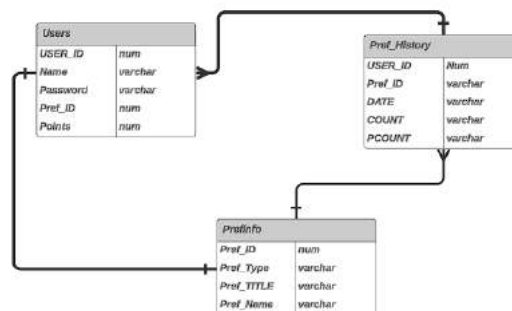 Users
USER_ID num
Name varchar
Password varchar
Pref_ID num
Points num
Pref_History
USER_ID Num
Pref_ID varchar
DATE varchar
COUNT varchar
PCOUNT varchar
PrefInfo
Pref_ID num
Pref_Type varchar
Pref_TITLE varchar
Pref_Name varchar